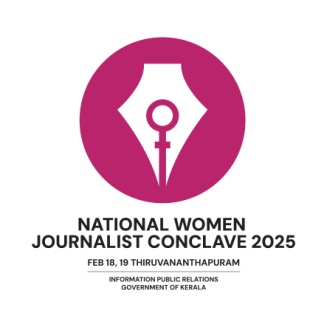 NATIONAL WOMEN
JOURNALIST CONCLAVE 2025
FEB 18, 19 THIRUVANANTHAPURAM
INFORMATION PUBLIC RELATIONS
GOVERNMENT OF KERALA